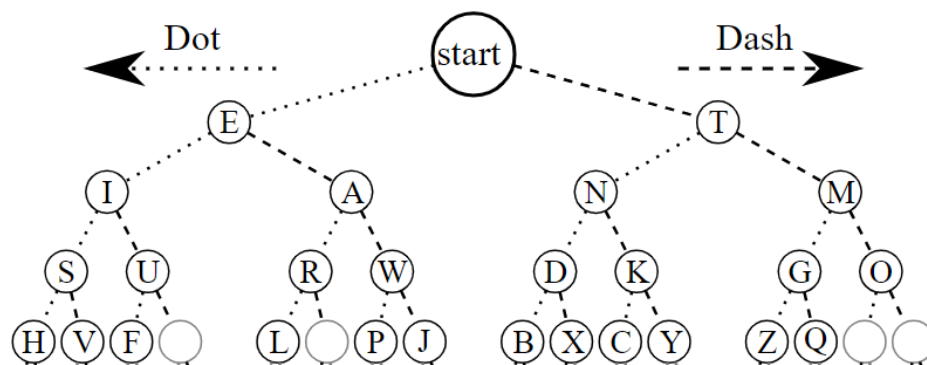 Dot
start
Dash
E T
I A N M
S U R W D K G O
H V F L P J B X C Y Z Q